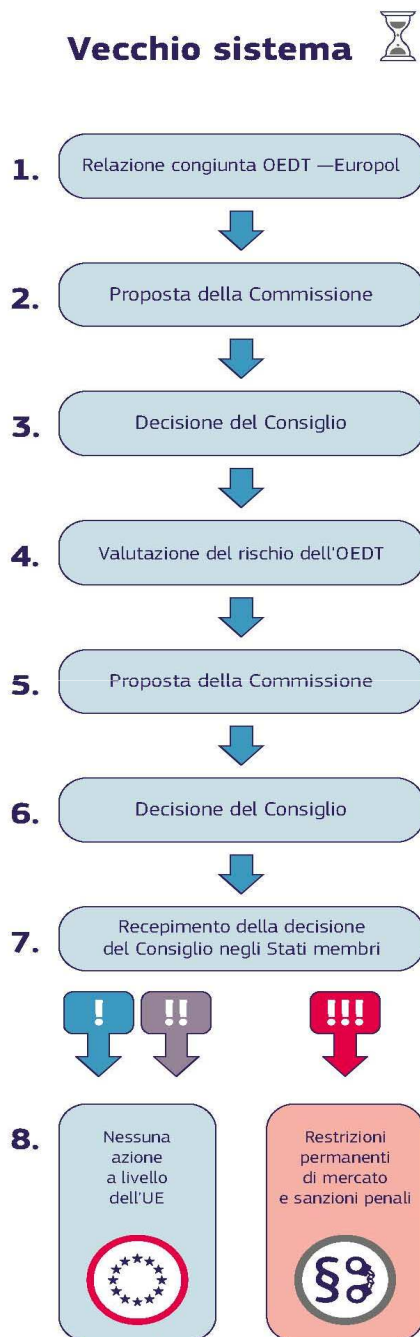 Vecchio sistema
1. Relazione congiunta OEDT —Europol
2. Proposta della Commissione
3. Decisione del Consiglio
4. Valutazione del rischio dell'OEDT
5. Proposta della Commissione
6. Decisione del Consiglio
7. Recepimento della decisione
del Consiglio negli Stati membri
! !! !!!
8. Nessuna
azione
a livello
dell'UE
Restrizioni
permanenti
di mercato
e sanzioni penali
§